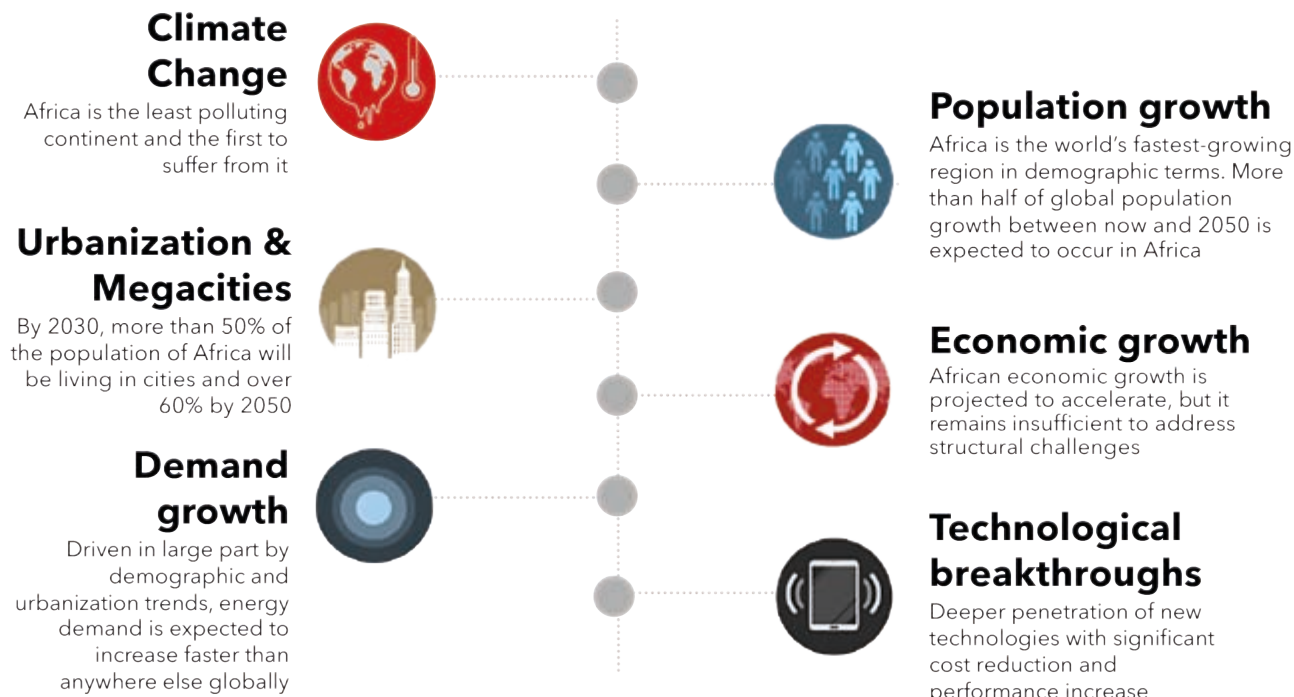 Climate
Change
Africa is the least polluting
continent and the first to
suffer from it
Population growth
Africa is the world's fastest-growing
region in demographic terms. More
than half of global population
growth between now and 2050 is
expected to occur in Africa
Urbanization &
Megacities
By 2030, more than 50% of
the population of Africa will
be living in cities and over
60% by 2050
Economic growth
African economic growth is
projected to accelerate, but it
remains insufficient to address
structural challenges
Demand
growth
Driven in large part by
demographic and
urbanization trends, energy
demand is expected to
increase faster than
anywhere else globally
Technological
breakthroughs
Deeper penetration of new
technologies with significant
cost reduction and
performance increase